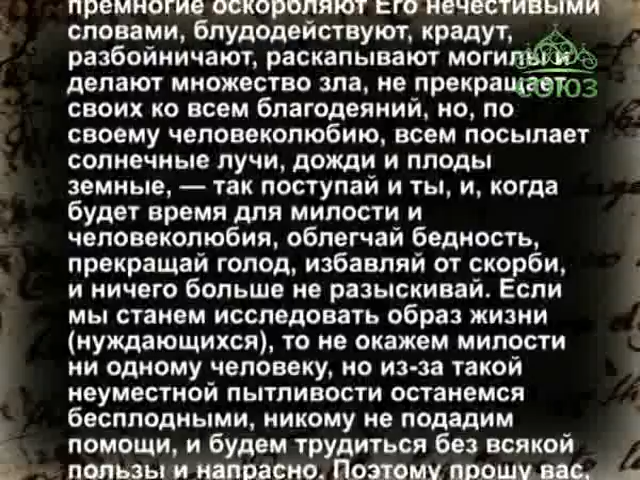 премногие оскорбляют Его нечестивыми
словами, блудодействуют, крадут,
разбойничают, раскапывают могилы и
делают множество зла, не прекращает
своих ко всем благодеяний, но, по
своему человеколюбию, всем посылает
солнечные лучи, дожди и плоды
земные, — так поступай и ты, и, когда
будет время для милости и
человеколюбия, облегчай бедность,
прекращай голод, избавляй от скорби,
и ничего больше не разыскивай. Если
мы станем исследовать образ жизни
(нуждающихся), то не окажем милости
ни одному человеку, но из-за такой
неуместной пытливости останемся
бесплодными, никому не подадим
помощи, и будем трудиться без всякой
пользы и напрасно. Поэтому прошу вас,
СОЮЗ